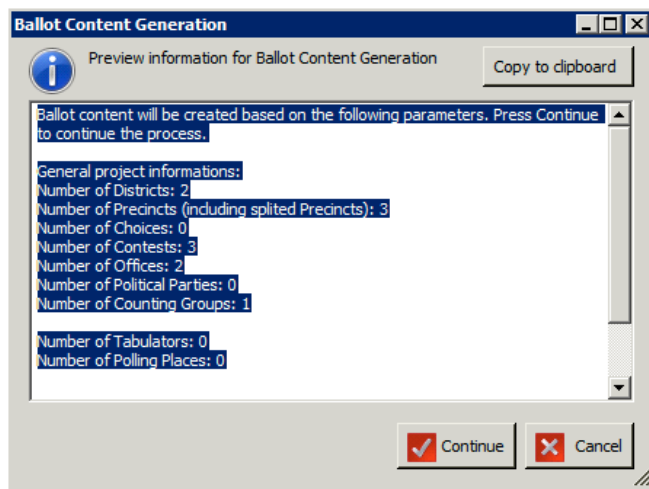 Ballot Content Generation
Preview information for Ballot Content Generation
Copy to clipboard
Ballot content will be created based on the following parameters. Press Continue
to continue the process.
General project informations:
Number of Districts: 2
Number of Precincts (including splited Precincts): 3
Number of Choices: 0
Number of Contests: 3
Number of Offices: 2
Number of Political Parties: 0
Number of Counting Groups: 1
Number of Tabulators: 0
Number of Polling Places: 0
Continue
Cancel